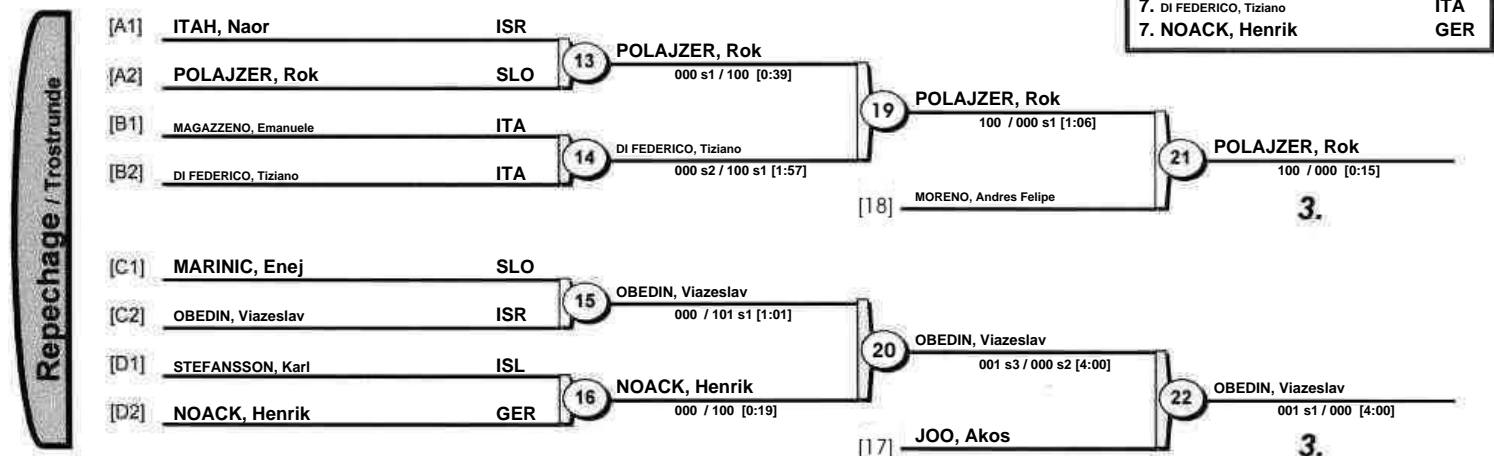 7. DI FEDERICO, Tiziano ITA
7. NOACK, Henrik GER
Repechage / Trostrunde
[A1] ITAH, Naor ISR
13 POLAJZER, Rok
000 s1 / 100 [0:39]
[A2] POLAJZER, Rok SLO
19 POLAJZER, Rok
100 / 000 s1 [1:06]
[B1] MAGAZZENO, Emanuele ITA
14 DI FEDERICO, Tiziano
000 s2 / 100 s1 [1:57]
[B2] DI FEDERICO, Tiziano ITA
21 POLAJZER, Rok
100 / 000 [0:15]
[18] MORENO, Andres Felipe
3.
[C1] MARINIC, Enej SLO
15 OBEDIN, Viazeslav
000 / 101 s1 [1:01]
[C2] OBEDIN, Viazeslav ISR
20 OBEDIN, Viazeslav
001 s3 / 000 s2 [4:00]
[D1] STEFANSSON, Karl ISL
16 NOACK, Henrik
000 / 100 [0:19]
[D2] NOACK, Henrik GER
22 OBEDIN, Viazeslav
001 s1 / 000 [4:00]
[17] JOO, Akos
3.